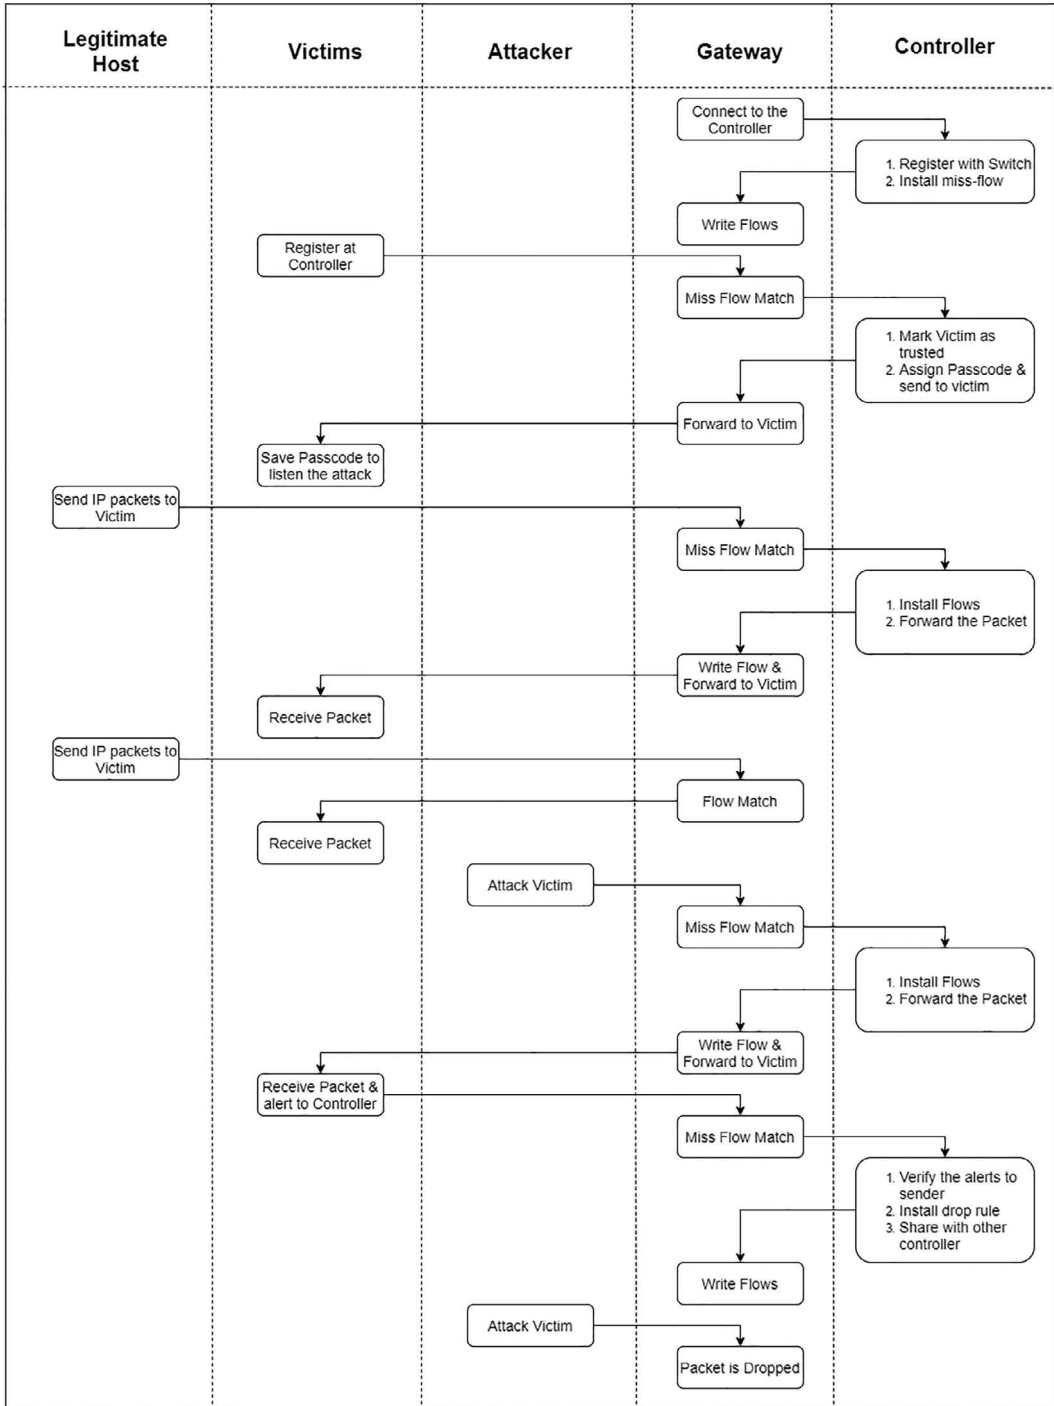 Legitimate
Host
Victims
Attacker
Gateway
Controller
Connect to the
Controller
1. Register with Switch
2. Install miss-flow
Write Flows
Register at
Controller
Miss Flow Match
1. Mark Victim as
trusted
2. Assign Passcode &
send to victim
Forward to Victim
Save Passcode to
listen the attack
Send IP packets to
Victim
Miss Flow Match
1. Install Flows
2. Forward the Packet
Write Flow &
Forward to Victim
Receive Packet
Send IP packets to
Victim
Flow Match
Receive Packet
Attack Victim
Miss Flow Match
1. Install Flows
2. Forward the Packet
Write Flow &
Forward to Victim
Receive Packet &
alert to Controller
Miss Flow Match
1. Verify the alerts to
sender
2. Install drop rule
3. Share with other
controller
Write Flows
Attack Victim
Packet is Dropped